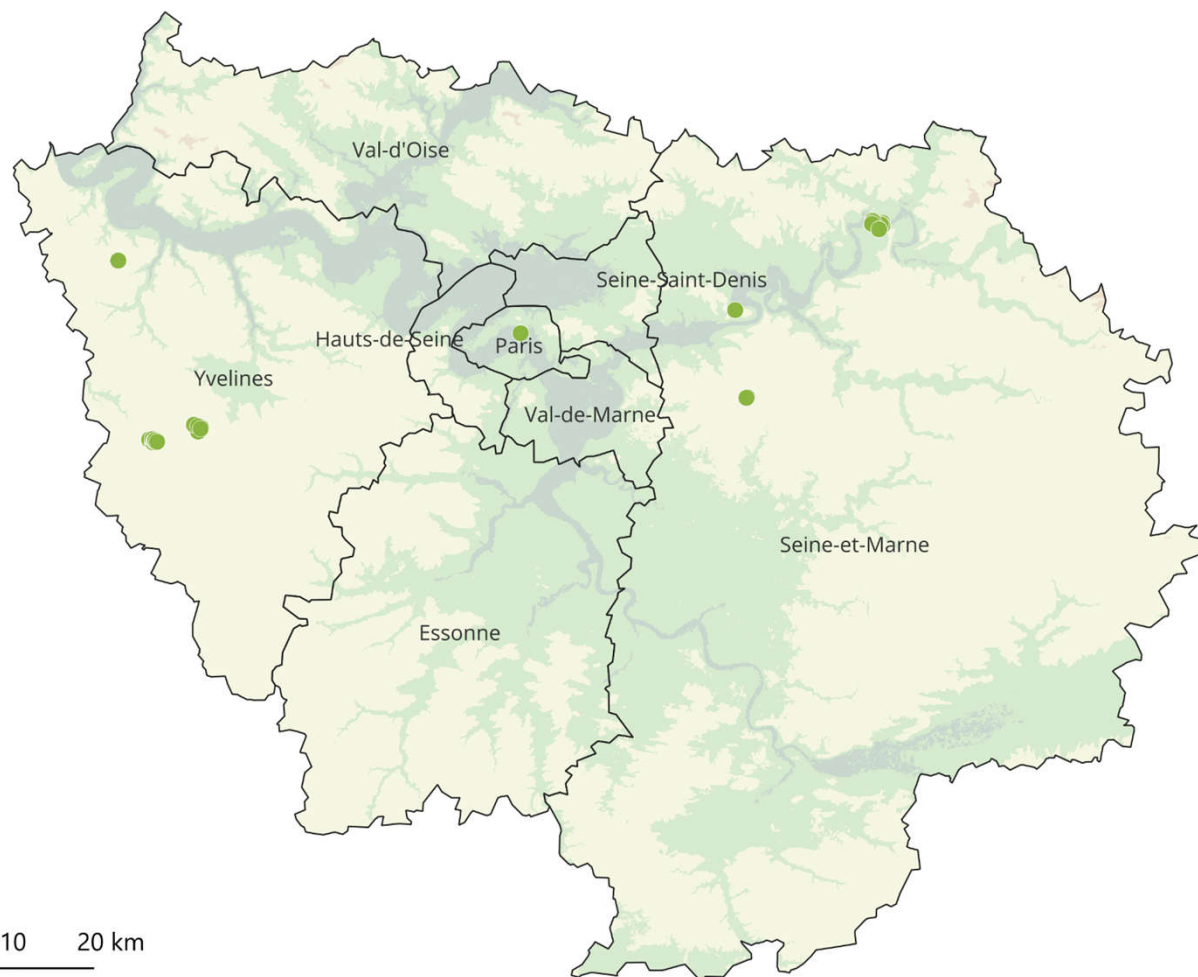 Val-d'Oise
Seine-Saint-Denis
Hauts-de-Seine
Paris
Yvelines
Val-de-Marne
Seine-et-Marne
Essonne
10 20 km